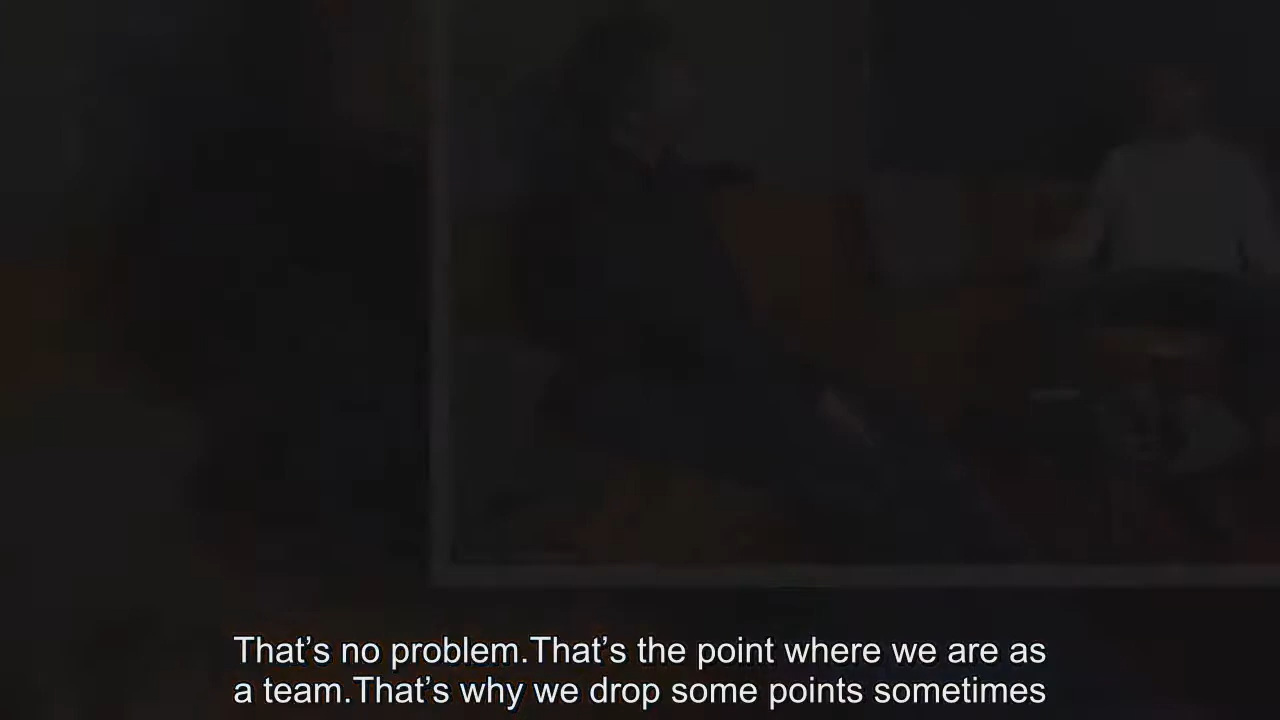 That’s no problem.That’s the point where we are as
a team.That’s why we drop some points sometimes